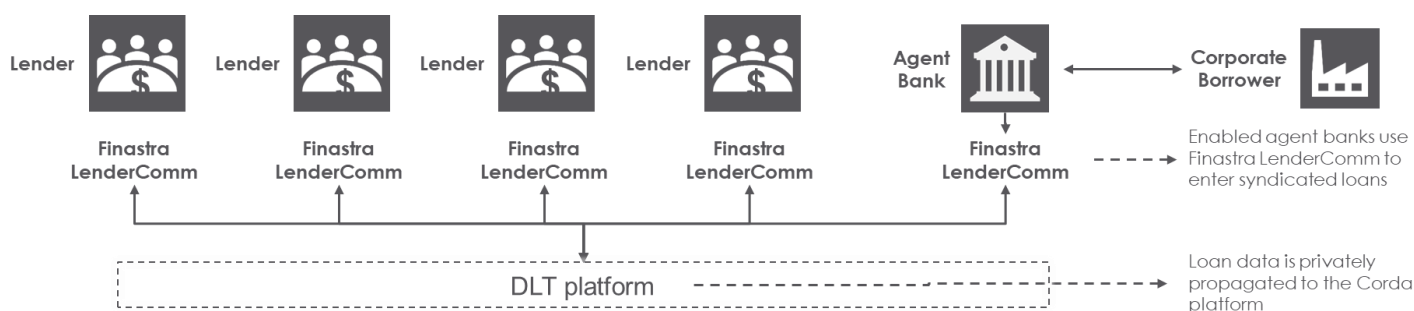 Lender
Lender
Lender
Lender
Agent
Bank
Corporate
Borrower
$
$
$
$
Finastra
LenderComm
Finastra
LenderComm
Finastra
LenderComm
Finastra
LenderComm
Finastra
LenderComm
Enabled agent banks use
Finastra LenderComm to
enter syndicated loans
DLT platform
Loan data is privately
propagated to the Corda
platform